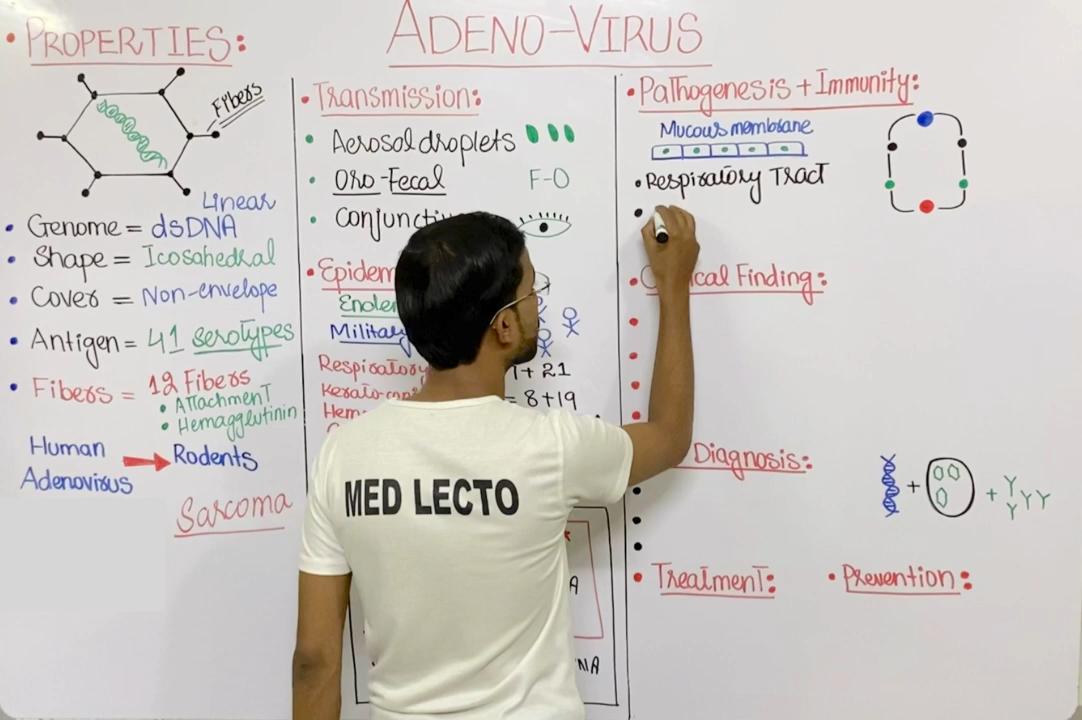 ADENO-VIRUS
• PROPERTIES:
Fibers
Linear
• Genome = dsDNA
• Shape = Icosahedral
• Cover = Non-envelope
• Antigen = 41 serotypes
• Fibers = 12 Fibers
• Attachment
• Hemagglutinin
Human Adenovirus → Rodents
Sarcoma
• Transmission:
• Aerosol droplets
• Oro-Fecal F-O
• Military
Respiratory + 21
= 8+19
• Pathogenesis + Immunity:
Mucous membrane
• Respiratory Tract
Finding:
Diagnosis:
+ + Y Y Y Y
• Treatment:
• Prevention:
MED LECTO